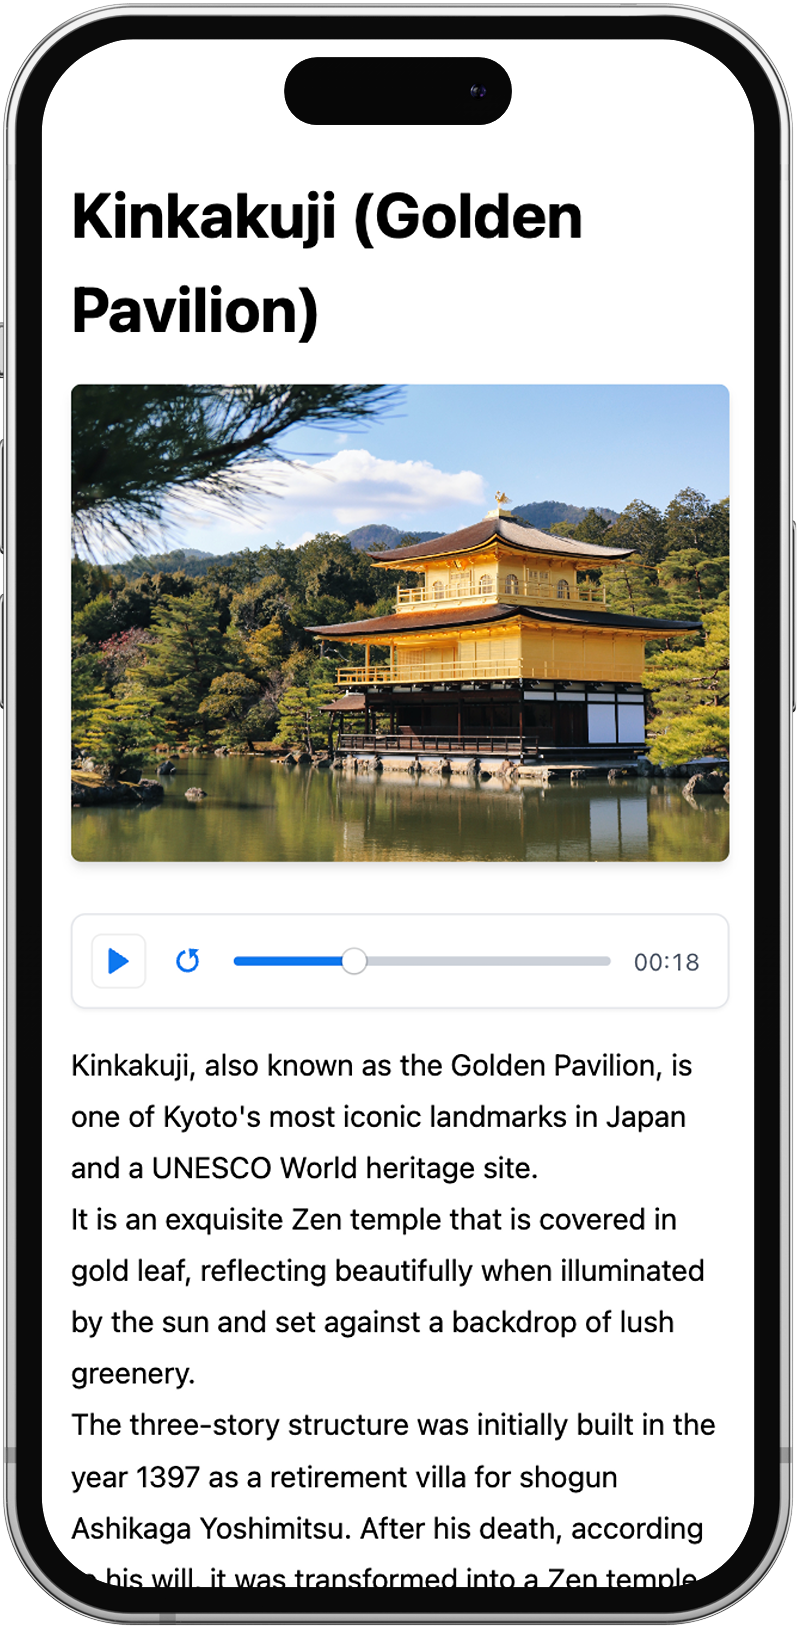 Kinkakuji (Golden
Pavilion)
00:18
Kinkakuji, also known as the Golden Pavilion, is
one of Kyoto's most iconic landmarks in Japan
and a UNESCO World heritage site.
It is an exquisite Zen temple that is covered in
gold leaf, reflecting beautifully when illuminated
by the sun and set against a backdrop of lush
greenery.
The three-story structure was initially built in the
year 1397 as a retirement villa for shogun
Ashikaga Yoshimitsu. After his death, according
his will, it was transformed into a Zen temple